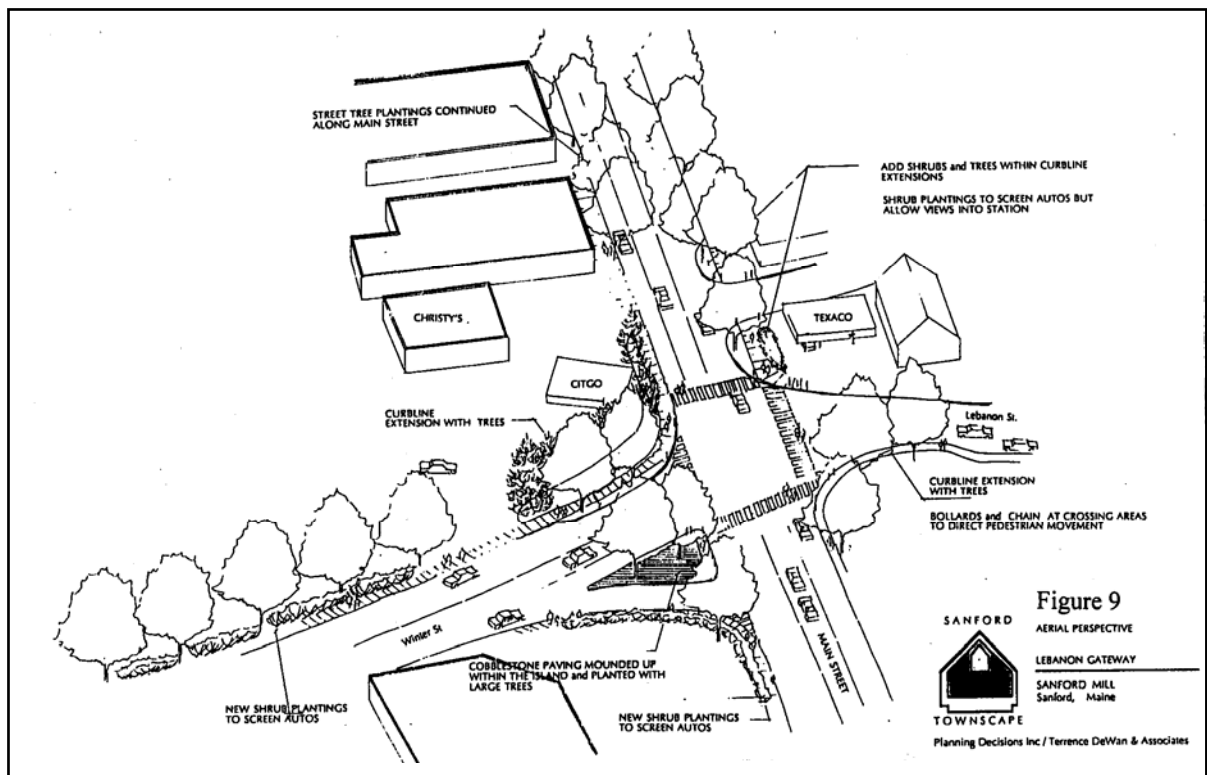 STREET TREE PLANTINGS CONTINUED
ALONG MAIN STREET
ADD SHRUBS and TREES WITHIN CURBLINE
EXTENSIONS
SHRUB PLANTINGS TO SCREEN AUTOS BUT
ALLOW VIEWS INTO STATION
CHRISTY'S
TEXACO
CITGO
CURBLINE
EXTENSION WITH TREES
Lebanon St.
CURBLINE EXTENSION
WITH TREES
BOLLARDS and CHAIN AT CROSSING AREAS
TO DIRECT PEDESTRIAN MOVEMENT
Winter St
MAIN STREET
COBBLESTONE PAVING MOUNDED UP
WITHIN THE ISLAND and PLANTED WITH
LARGE TREES
NEW SHRUB PLANTINGS
TO SCREEN AUTOS
NEW SHRUB PLANTINGS
TO SCREEN AUTOS
SANFORD
TOWNSCAPE
Figure 9
AERIAL PERSPECTIVE
LEBANON GATEWAY
SANFORD MILL
Sanford, Maine
Planning Decisions Inc / Terrence DeWan & Associates